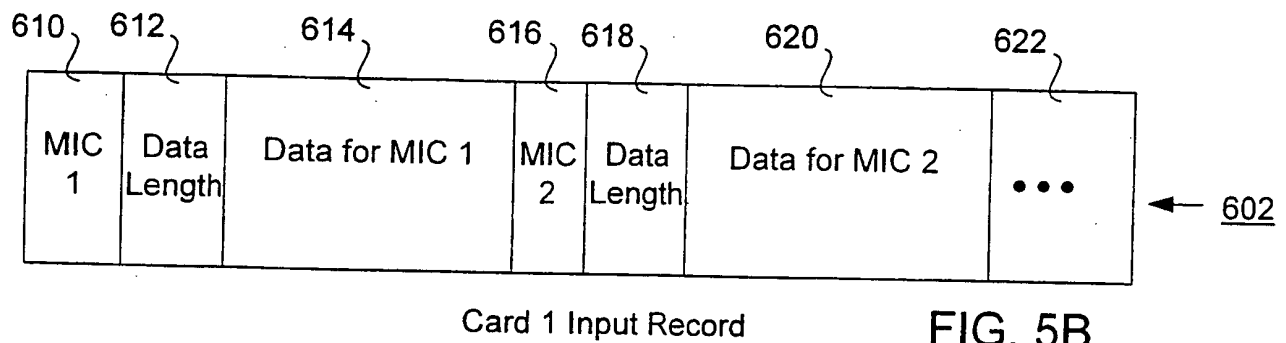 610 612 614 616 618 620 622
MIC 1 Data Length Data for MIC 1 MIC 2 Data Length Data for MIC 2 •••
602
Card 1 Input Record
FIG. 5B